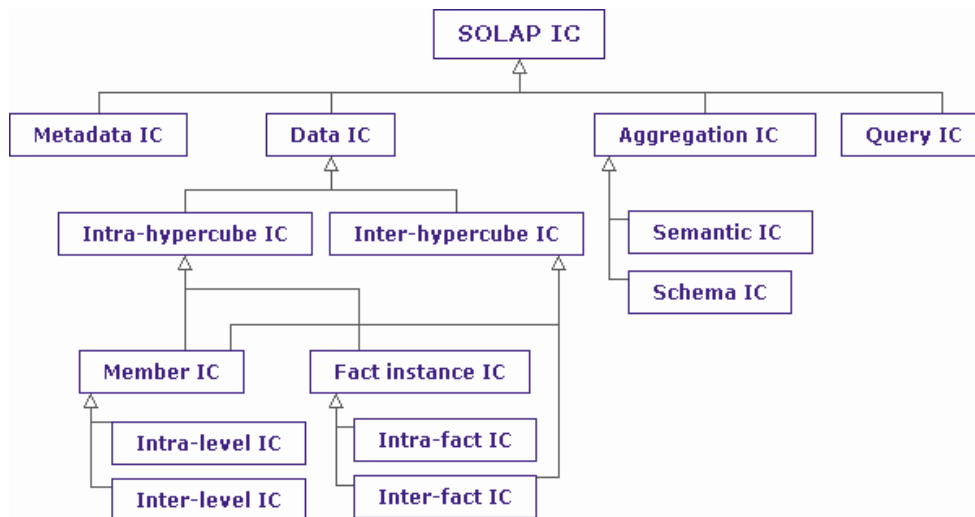 SOLAP IC
Metadata IC
Data IC
Aggregation IC
Query IC
Intra-hypercube IC
Inter-hypercube IC
Semantic IC
Schema IC
Member IC
Fact instance IC
Intra-level IC
Intra-fact IC
Inter-level IC
Inter-fact IC